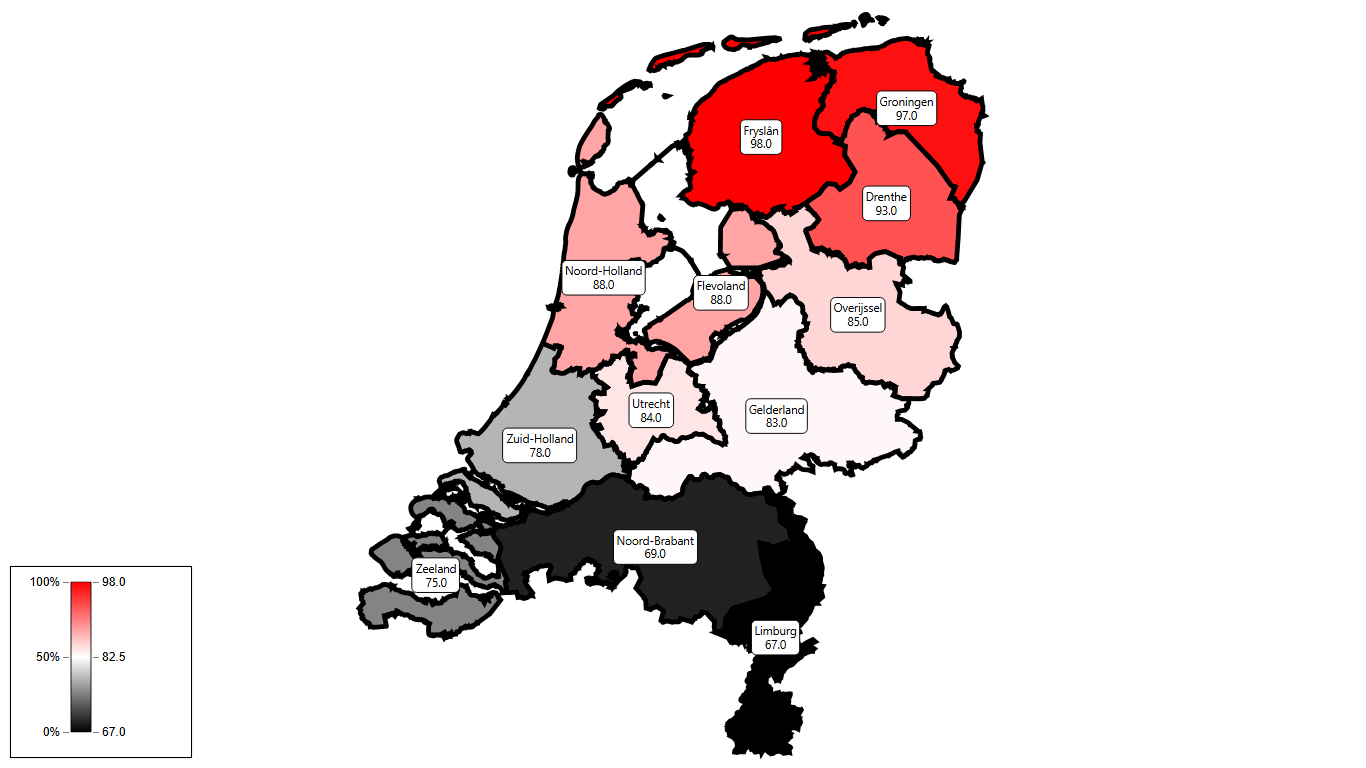 Groningen
97.0
Fryslân
98.0
Drenthe
93.0
Noord-Holland
88.0
Flevoland
88.0
Overijssel
85.0
Utrecht
84.0
Gelderland
83.0
Zuid-Holland
78.0
Noord-Brabant
69.0
Zeeland
75.0
Limburg
67.0
100% 98.0
50% 82.5
0% 67.0